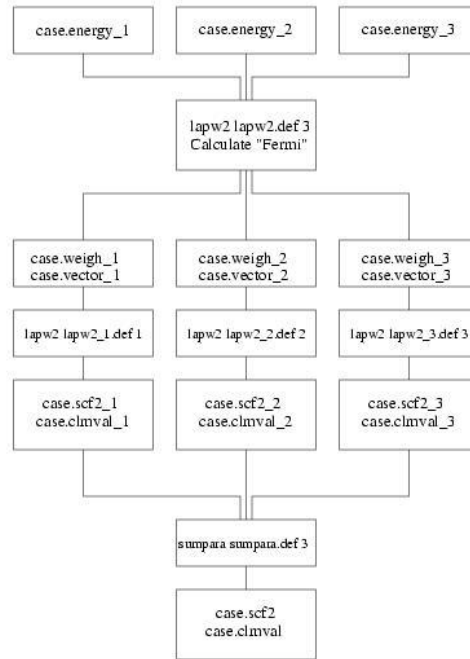 case.energy_1
case.energy_2
case.energy_3
lapw2 lapw2.def 3
Calculate "Fermi"
case.weigh_1
case.vector_1
case.weigh_2
case.vector_2
case.weigh_3
case.vector_3
lapw2 lapw2_1.def 1
lapw2 lapw2_2.def 2
lapw2 lapw2_3.def 3
case.scf2_1
case.clmval_1
case.scf2_2
case.clmval_2
case.scf2_3
case.clmval_3
sumpara sumpara.def 3
case.scf2
case.clmval